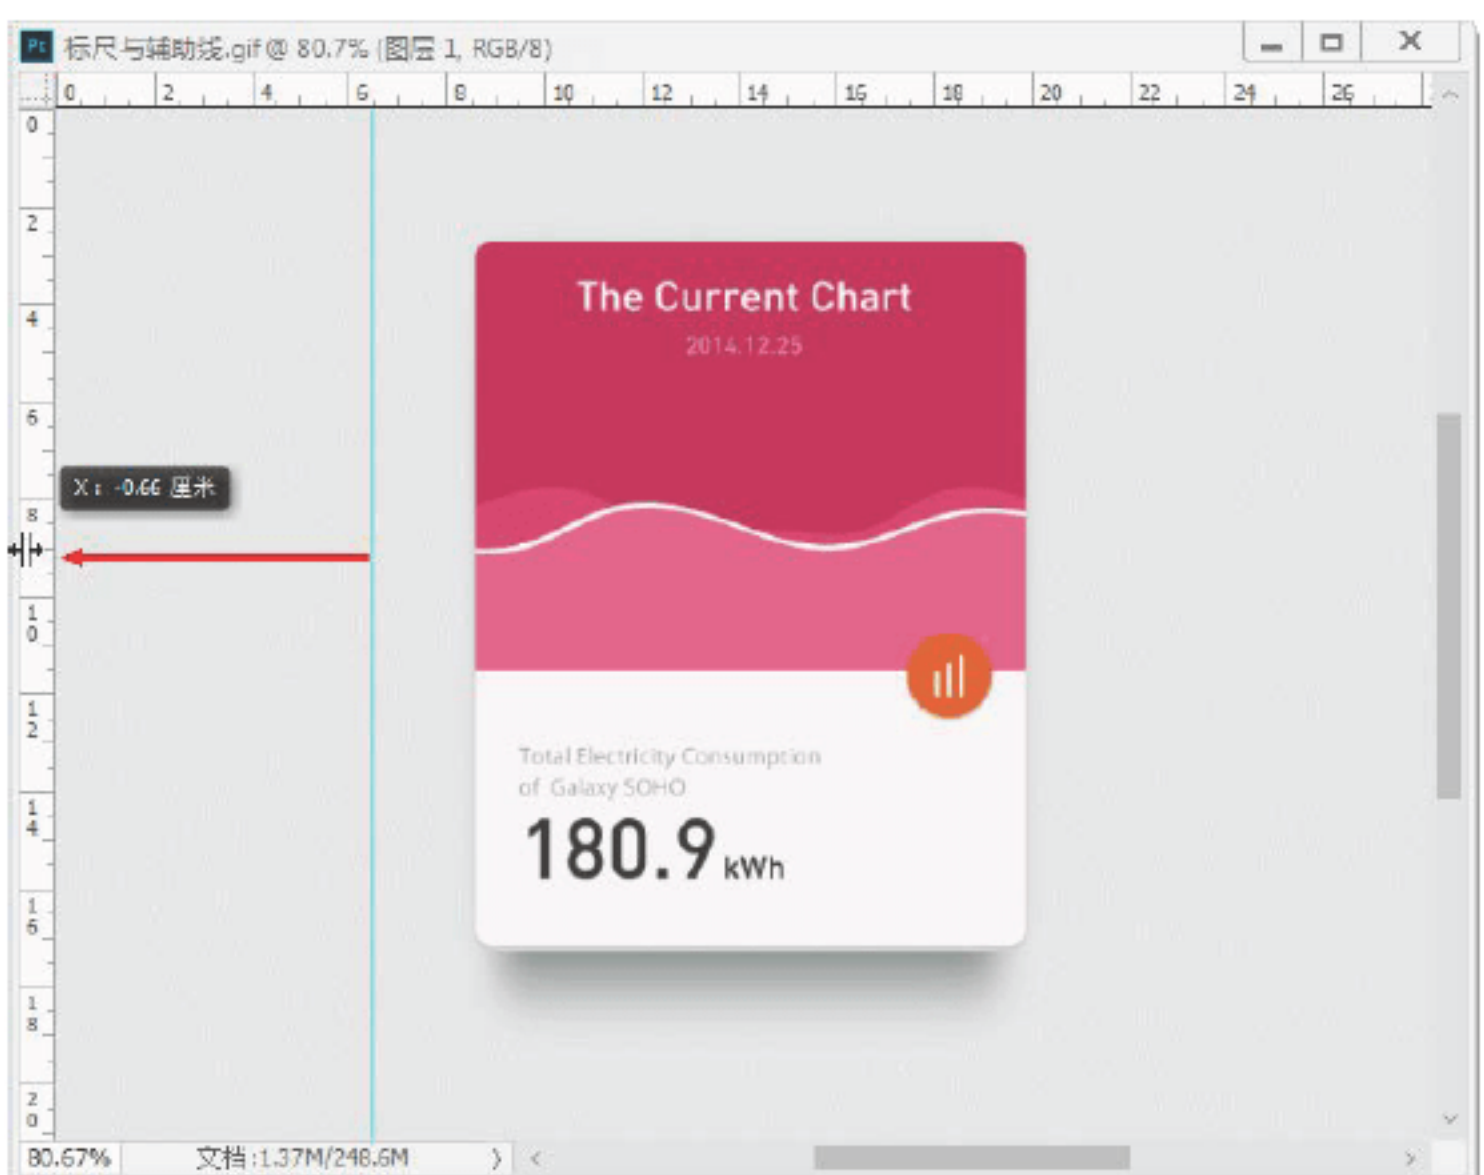 Ps 标尺与辅助线.gif @ 80.7% (图层 1, RGB/8)
0 2 4 6 8 10 12 14 16 18 20 22 24 26
0
2
4
6
8
10
12
14
16
18
20
The Current Chart
2014.12.25
X： -0.66 厘米
Total Electricity Consumption
of Galaxy SOHO
180.9 kWh
80.67% 文档:1.37M/248.6M